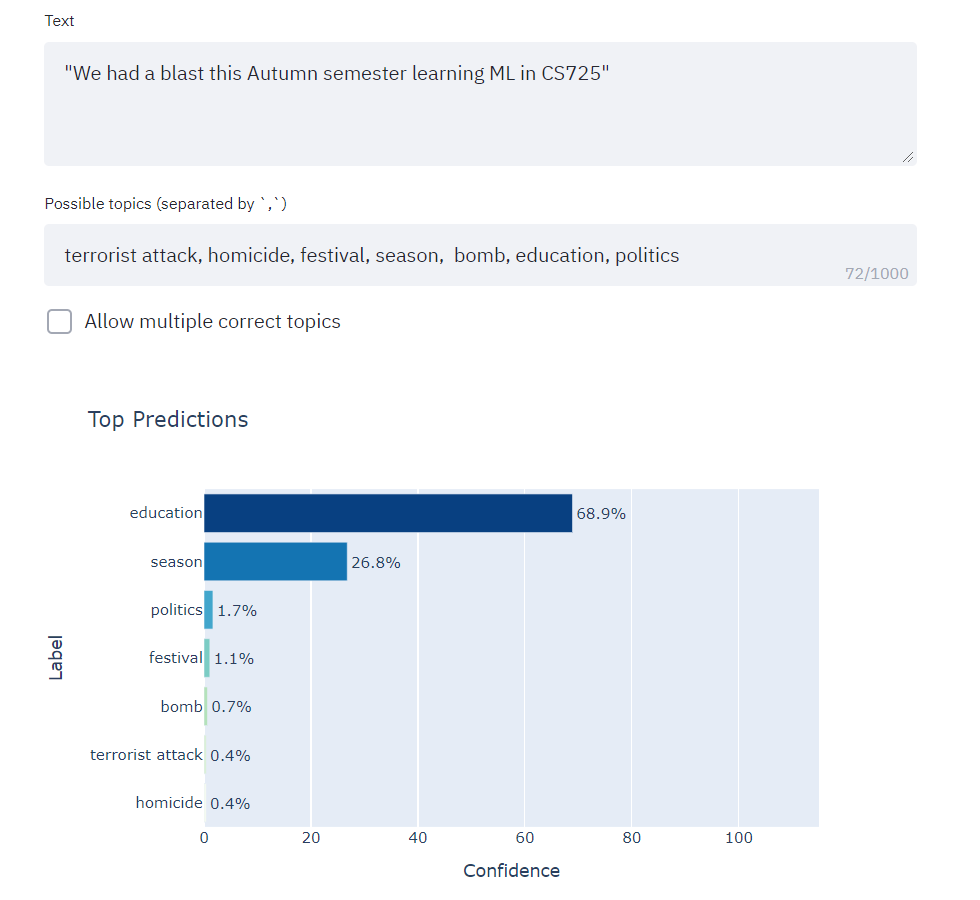 Text
"We had a blast this Autumn semester learning ML in CS725"
Possible topics (separated by `,`)
terrorist attack, homicide, festival, season,  bomb, education, politics
72/1000
Allow multiple correct topics
Top Predictions
education 68.9%
season 26.8%
politics 1.7%
festival 1.1%
bomb 0.7%
terrorist attack 0.4%
homicide 0.4%
Label
0 20 40 60 80 100
Confidence